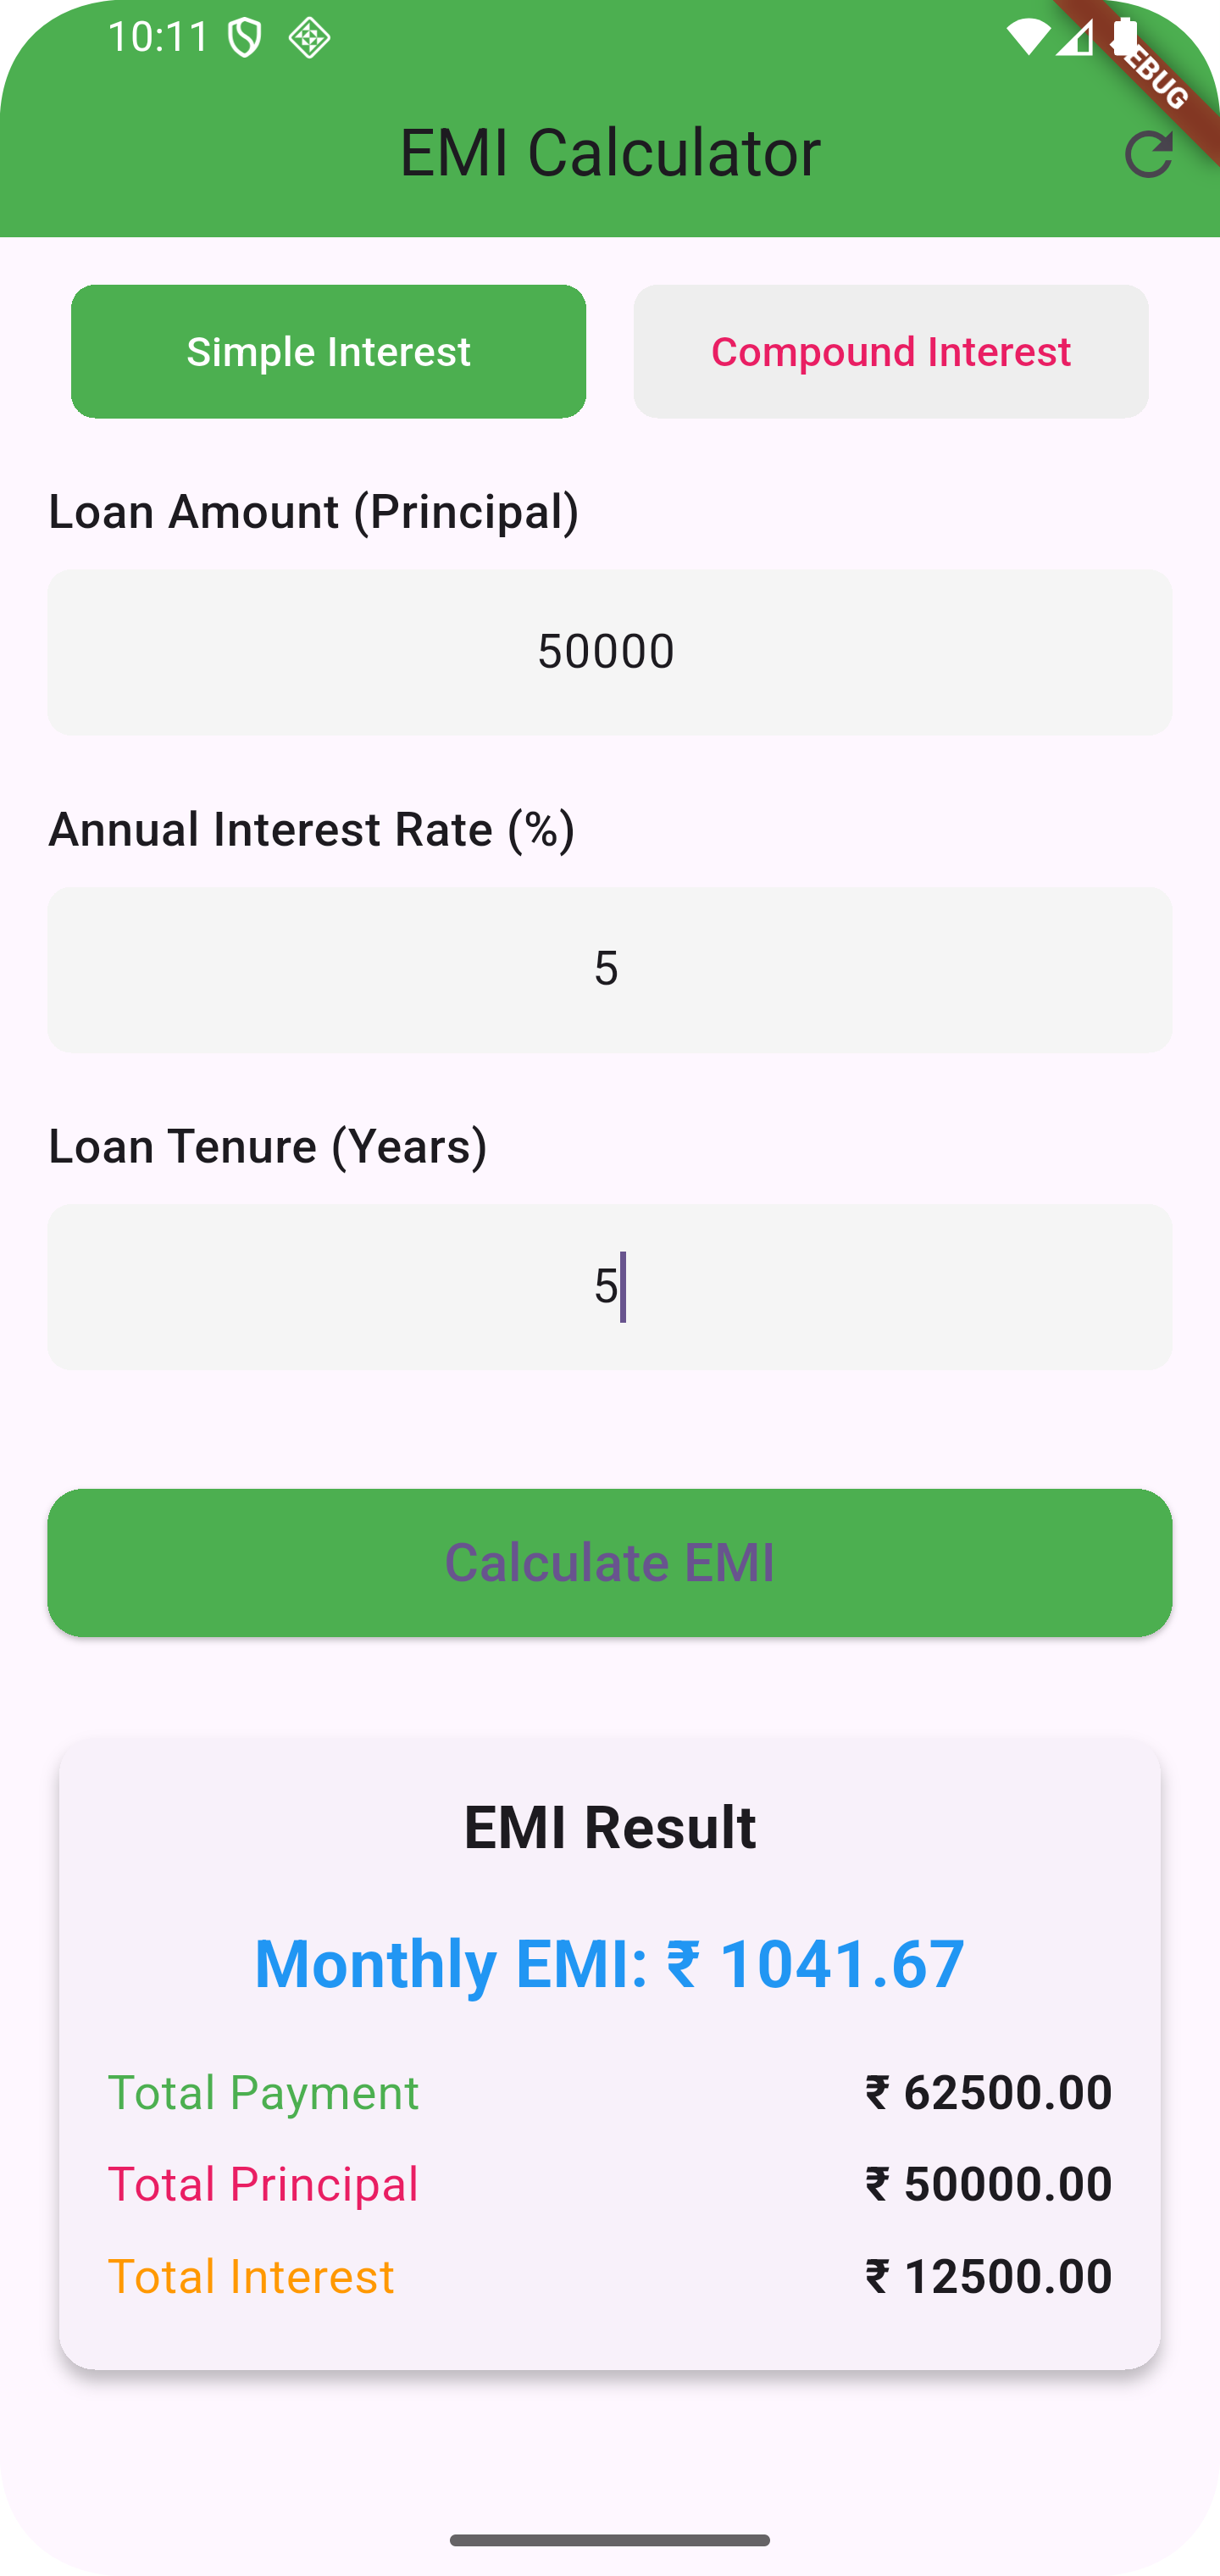 10:11
EBUG
EMI Calculator
Simple Interest
Compound Interest
Loan Amount (Principal)
50000
Annual Interest Rate (%)
5
Loan Tenure (Years)
5
Calculate EMI
EMI Result
Monthly EMI: ₹ 1041.67
Total Payment ₹ 62500.00
Total Principal ₹ 50000.00
Total Interest ₹ 12500.00